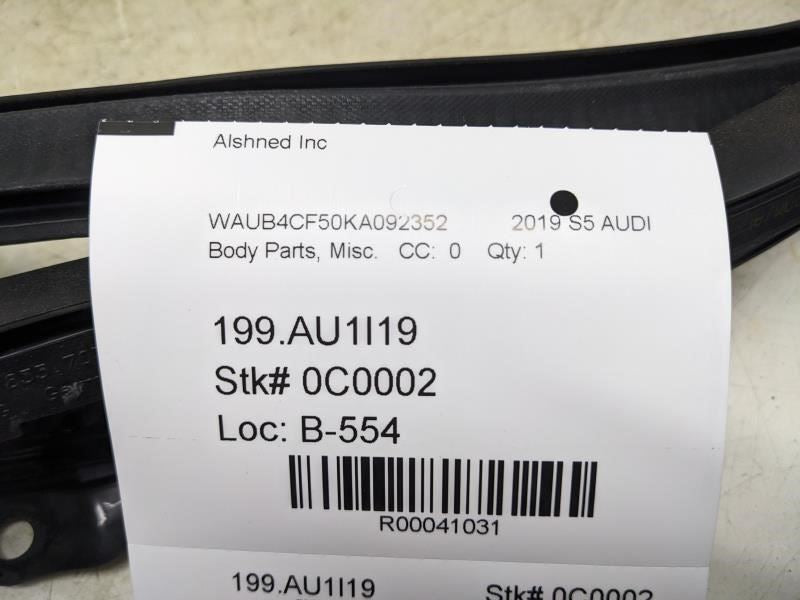 Alshned Inc
WAUB4CF50KA092352 2019 S5 AUDI
Body Parts, Misc. CC: 0 Qty: 1
199.AU1I19
Stk# 0C0002
Loc: B-554
R00041031
199.AU1I19 Stk# 0C0002